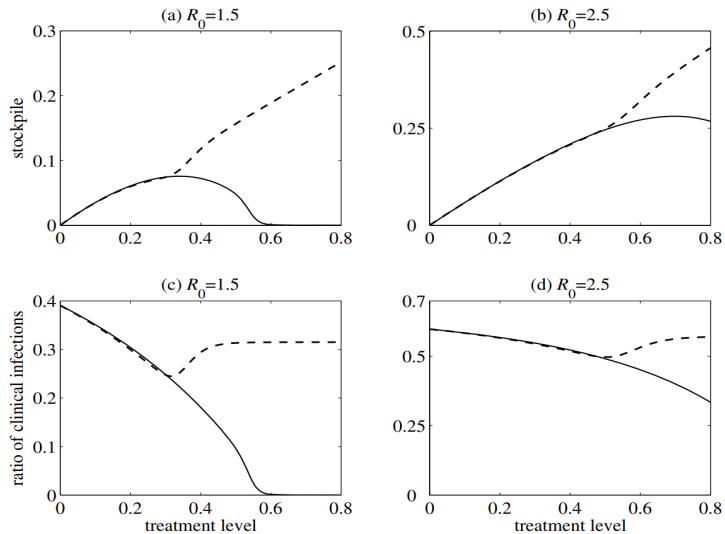 (a) R0=1.5
(b) R0=2.5
stockpile
0.3
0.2
0.1
0
0 0.2 0.4 0.6 0.8
0.5
0.25
0
0 0.2 0.4 0.6 0.8
(c) R0=1.5
(d) R0=2.5
ratio of clinical infections
0.4
0.3
0.2
0.1
0
0 0.2 0.4 0.6 0.8
treatment level
0.7
0.5
0.25
0
0 0.2 0.4 0.6 0.8
treatment level